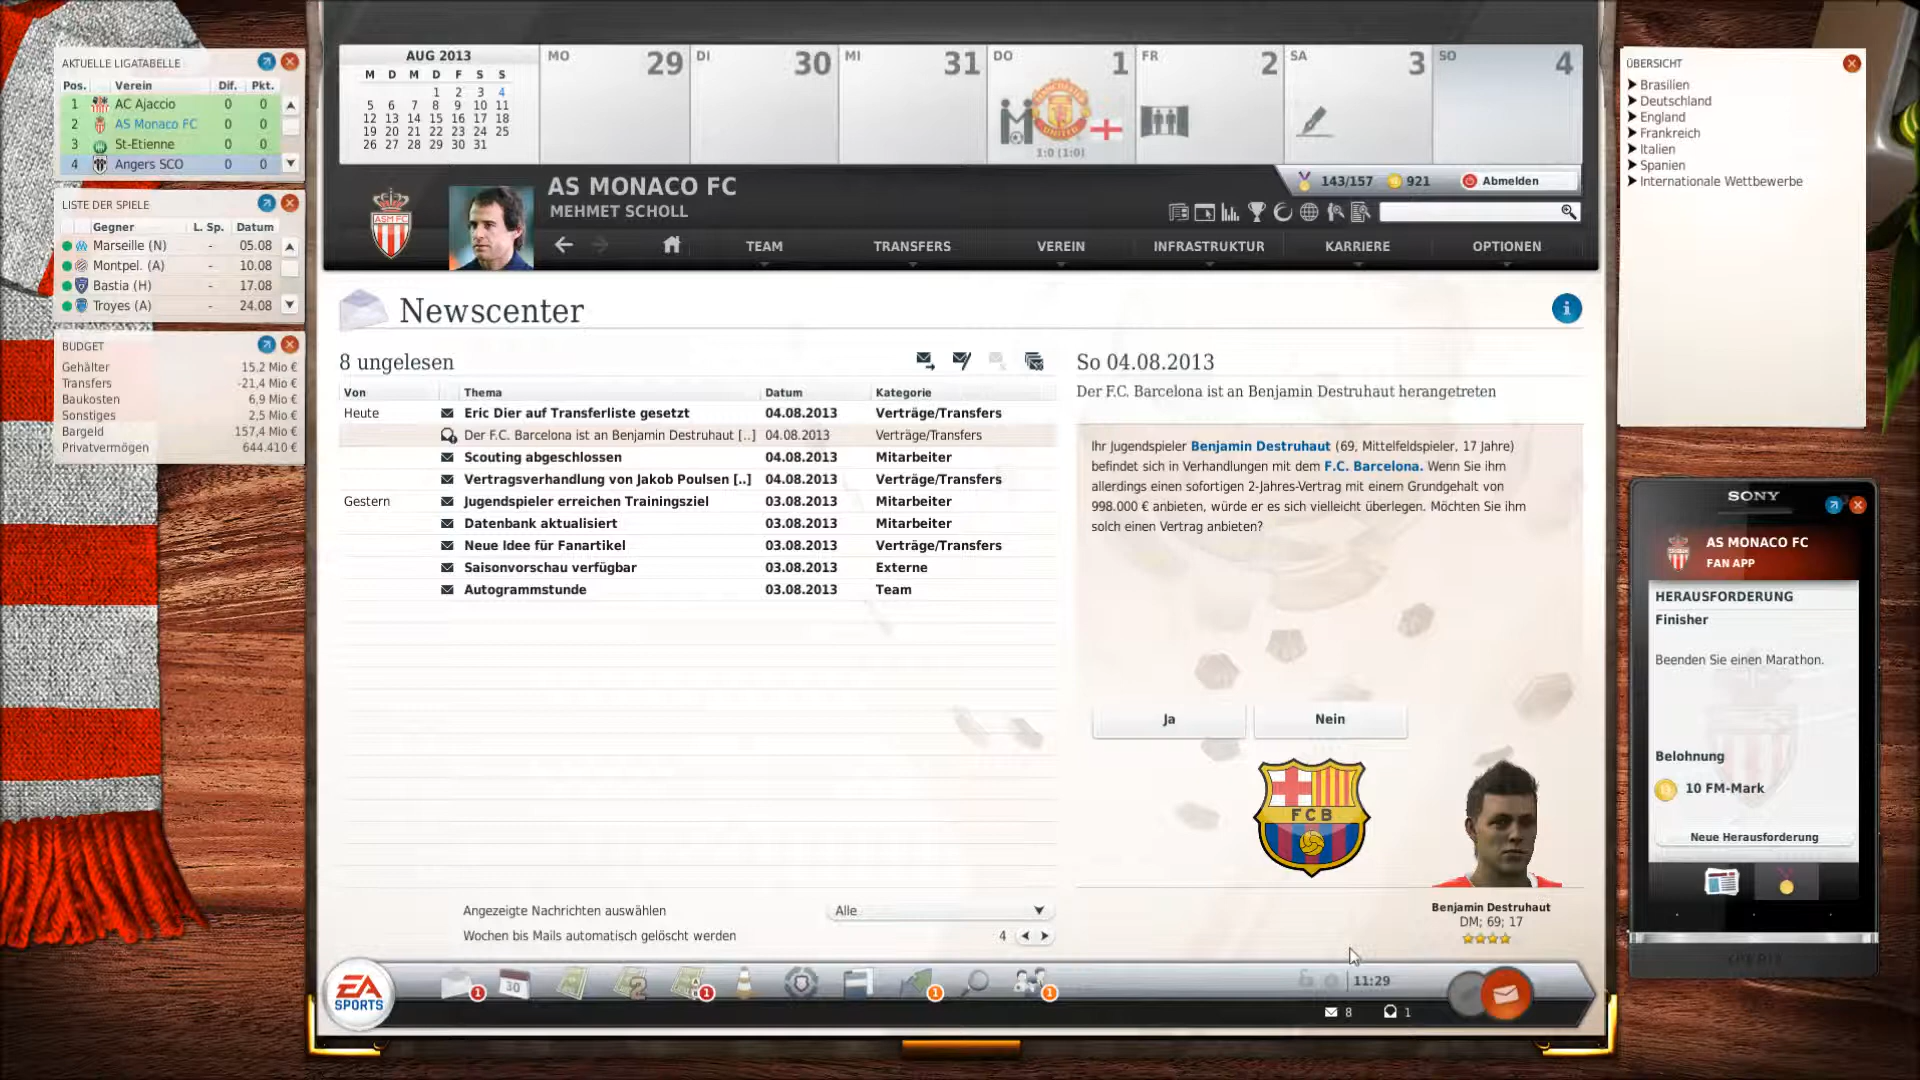 AKTUELLE LIGATABELLE
Pos. Verein Dif. Pkt.
1 AC Ajaccio 0 0
2 AS Monaco FC 0 0
3 St-Etienne 0 0
4 Angers SCO 0 0
LISTE DER SPIELE
Gegner L. Sp. Datum
Marseille (N) - 05.08
Montpel. (A) - 10.08
Bastia (H) - 17.08
Troyes (A) - 24.08
BUDGET
Gehälter 15,2 Mio €
Transfers -21,4 Mio €
Baukosten 6,9 Mio €
Sonstiges 2,5 Mio €
Bargeld 157,4 Mio €
Privatvermögen 644.410 €
AUG 2013
M D M D F S S
1 2 3 4
5 6 7 8 9 10 11
12 13 14 15 16 17 18
19 20 21 22 23 24 25
26 27 28 29 30 31
MO 29 DI 30 MI 31 DO 1 FR 2 SA 3 SO 4
MANCHESTER
UNITED
1:0 (1:0)
143/157 921 Abmelden
ASM FC
AS MONACO FC
MEHMET SCHOLL
TEAM TRANSFERS VEREIN INFRASTRUKTUR KARRIERE OPTIONEN
Newscenter
i
8 ungelesen
Von Thema Datum Kategorie
Heute Eric Dier auf Transferliste gesetzt 04.08.2013 Verträge/Transfers
Der F.C. Barcelona ist an Benjamin Destruhaut [..] 04.08.2013 Verträge/Transfers
Scouting abgeschlossen 04.08.2013 Mitarbeiter
Vertragsverhandlung von Jakob Poulsen [..] 04.08.2013 Verträge/Transfers
Gestern Jugendspieler erreichen Trainingsziel 03.08.2013 Mitarbeiter
Datenbank aktualisiert 03.08.2013 Mitarbeiter
Neue Idee für Fanartikel 03.08.2013 Verträge/Transfers
Saisonvorschau verfügbar 03.08.2013 Externe
Autogrammstunde 03.08.2013 Team
Angezeigte Nachrichten auswählen Alle
Wochen bis Mails automatisch gelöscht werden 4
So 04.08.2013
Der F.C. Barcelona ist an Benjamin Destruhaut herangetreten
Ihr Jugendspieler Benjamin Destruhaut (69, Mittelfeldspieler, 17 Jahre)
befindet sich in Verhandlungen mit dem F.C. Barcelona. Wenn Sie ihm
allerdings einen sofortigen 2-Jahres-Vertrag mit einem Grundgehalt von
998.000 € anbieten, würde er es sich vielleicht überlegen. Möchten Sie ihm
solch einen Vertrag anbieten?
Ja Nein
FCB
Benjamin Destruhaut
DM; 69; 17
EA
SPORTS
1 30 2 1 1 1
11:29
8 1
ÜBERSICHT
Brasilien
Deutschland
England
Frankreich
Italien
Spanien
Internationale Wettbewerbe
SONY
AS MONACO FC
FAN APP
HERAUSFORDERUNG
Finisher
Beenden Sie einen Marathon.
Belohnung
10 FM-Mark
Neue Herausforderung
XPERIA